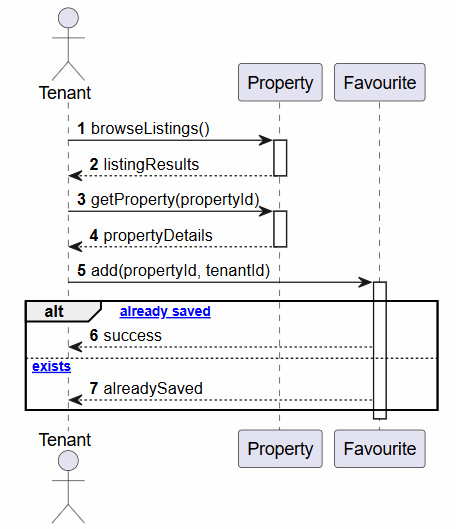 Tenant
Property
Favourite
1 browseListings()
2 listingResults
3 getProperty(propertyId)
4 propertyDetails
5 add(propertyId, tenantId)
alt already saved
6 success
exists
7 alreadySaved
Tenant
Property
Favourite